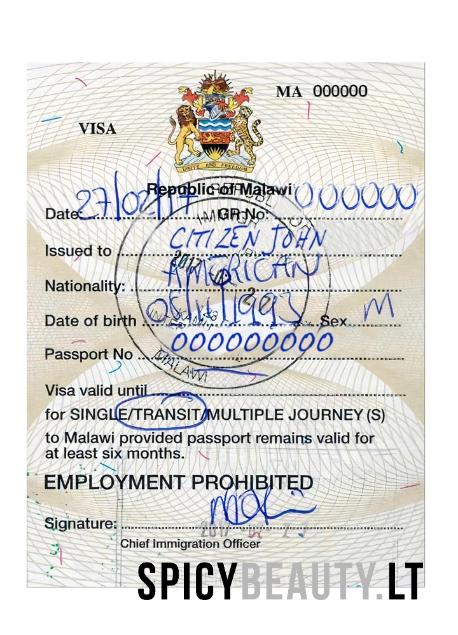 MA 000000
VISA
UNITY AND FREEDOM
Republic of Malawi
Date: 27/02/17 GR No: 000000
Issued to CITIZEN JOHN
Nationality: AMERICAN
Date of birth 05/11/1993 Sex M
Passport No 000000000
MALAWI
Visa valid until
for SINGLE/TRANSIT/MULTIPLE JOURNEY (S)
to Malawi provided passport remains valid for
at least six months.
EMPLOYMENT PROHIBITED
Signature:
Chief Immigration Officer
SPICYBEAUTY.LT